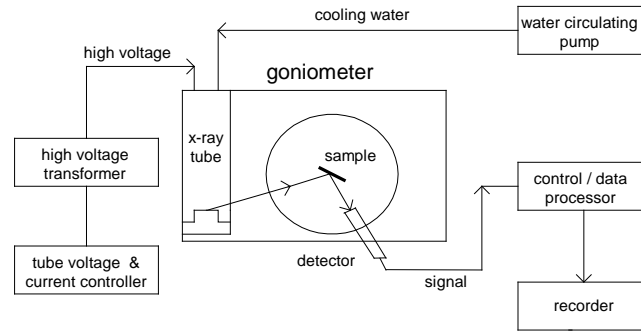 cooling water
water circulating
pump
high voltage
goniometer
x-ray
tube
sample
high voltage
transformer
control / data
processor
tube voltage &
current controller
detector
signal
recorder